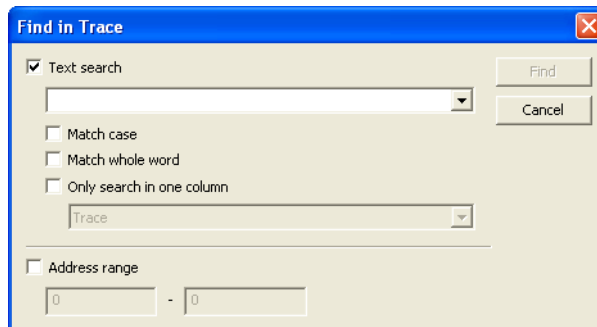 Find in Trace
Text search
Find
Cancel
Match case
Match whole word
Only search in one column
Trace
Address range
0 - 0